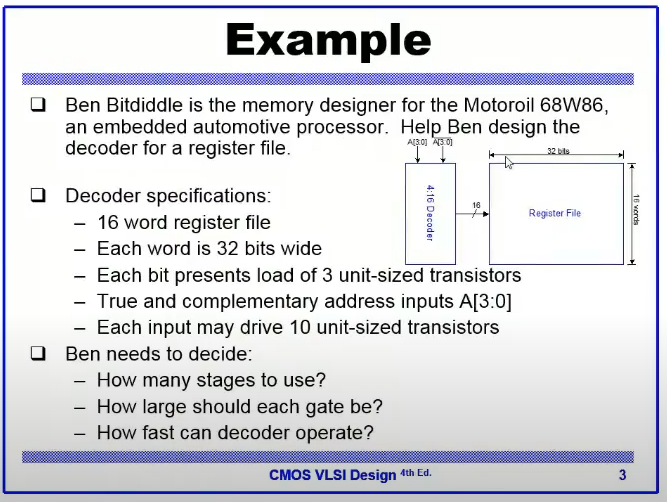 Example
❑ Ben Bitdiddle is the memory designer for the Motoroil 68W86,
an embedded automotive processor. Help Ben design the
decoder for a register file.
A[3:0] A[3:0]
32 bits
4:16 Decoder
16
Register File
16 words
❑ Decoder specifications:
– 16 word register file
– Each word is 32 bits wide
– Each bit presents load of 3 unit-sized transistors
– True and complementary address inputs A[3:0]
– Each input may drive 10 unit-sized transistors
❑ Ben needs to decide:
– How many stages to use?
– How large should each gate be?
– How fast can decoder operate?
CMOS VLSI Design 4th Ed.
3